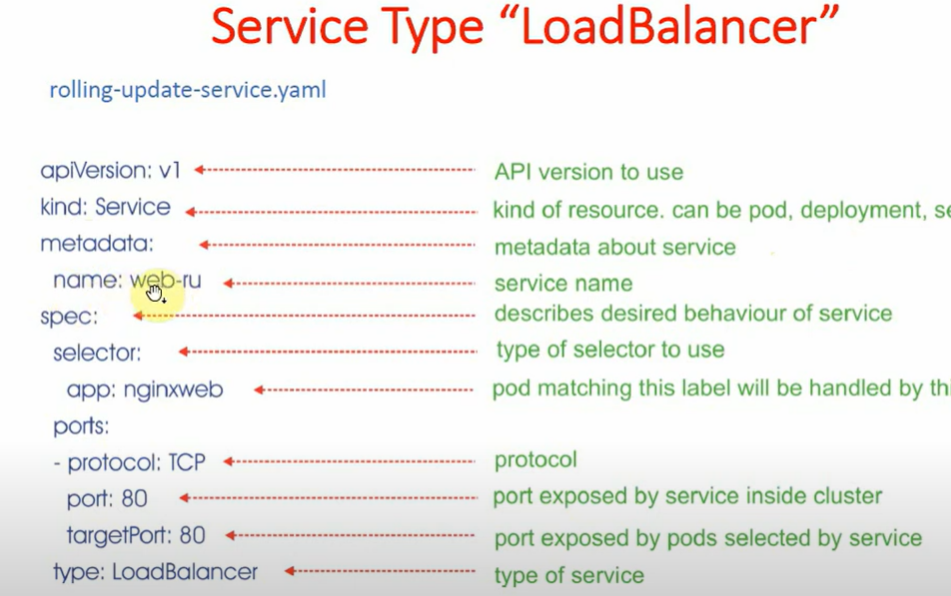 Service Type “LoadBalancer”
rolling-update-service.yaml
apiVersion: v1 API version to use
kind: Service kind of resource. can be pod, deployment,
metadata: metadata about service
name: web-ru service name
spec: describes desired behaviour of service
selector: type of selector to use
app: nginxweb pod matching this label will be handled by
ports:
- protocol: TCP protocol
port: 80 port exposed by service inside cluster
targetPort: 80 port exposed by pods selected by service
type: LoadBalancer type of service